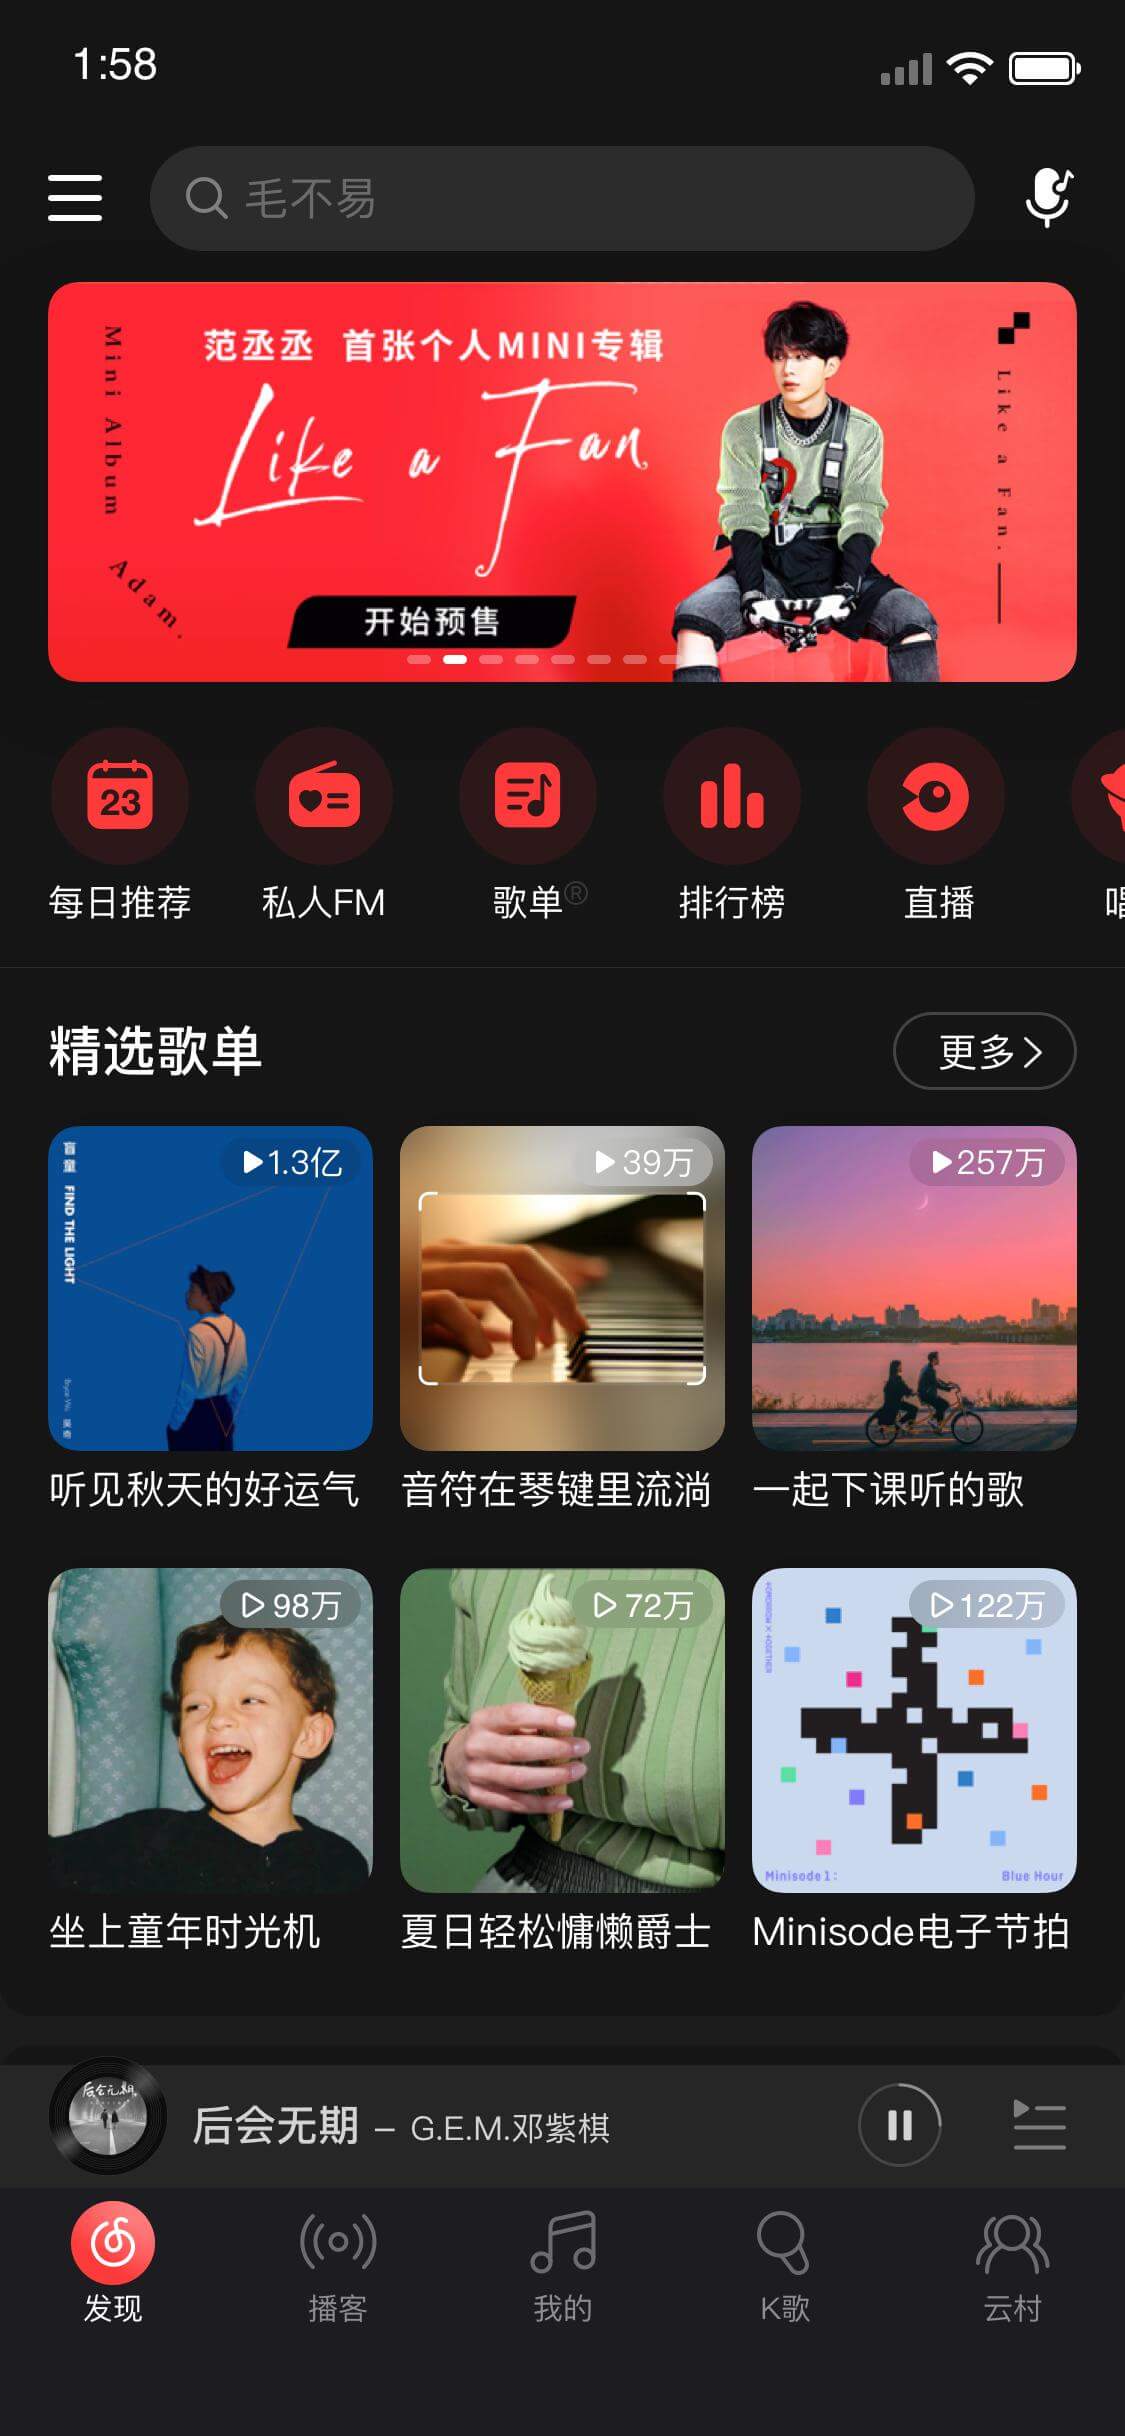 1:58
毛不易
范丞丞 首张个人MINI专辑
Like a Fan
开始预售
Mini Album
Adam.
Like a Fan.
23
每日推荐
私人FM
歌单®
排行榜
直播
唱
精选歌单
更多
1.3亿
盲童 FIND THE LIGHT
39万
257万
听见秋天的好运气
音符在琴键里流淌
一起下课听的歌
98万
72万
122万
Minisode1:
Blue Hour
坐上童年时光机
夏日轻松慵懒爵士
Minisode电子节拍
后会无期
后会无期 – G.E.M.邓紫棋
发现
播客
我的
K歌
云村